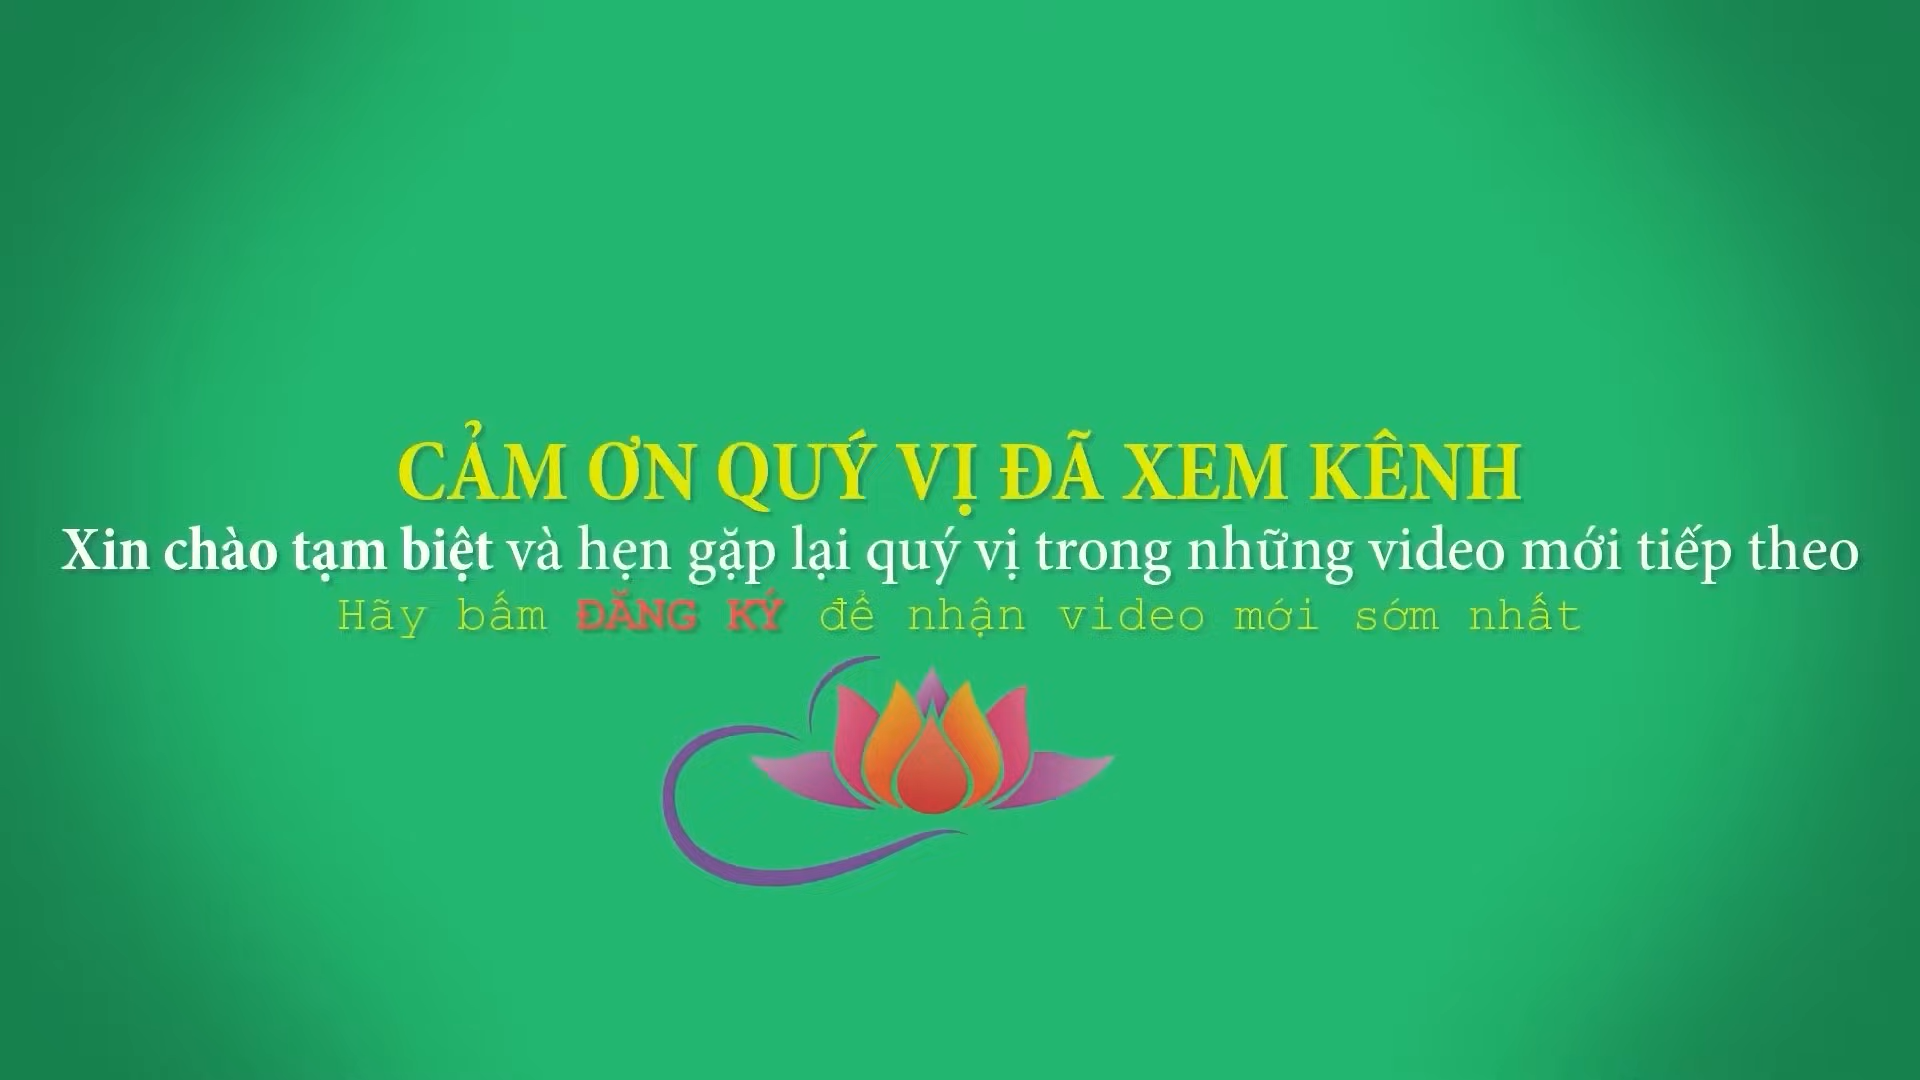 CẢM ƠN QUÝ VỊ ĐÃ XEM KÊNH
Xin chào tạm biệt và hẹn gặp lại quý vị trong những video mới tiếp theo
Hãy bấm ĐĂNG KÝ để nhận video mới sớm nhất